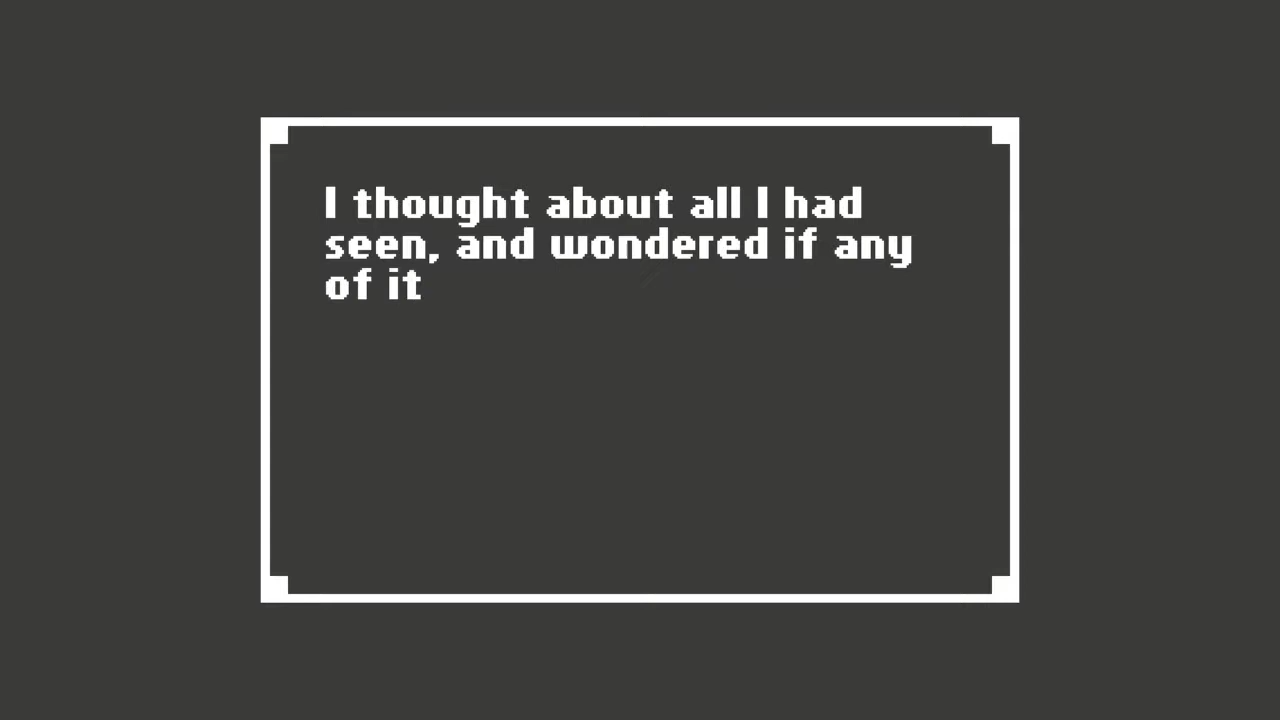 I thought about all I had
seen, and wondered if any
of it